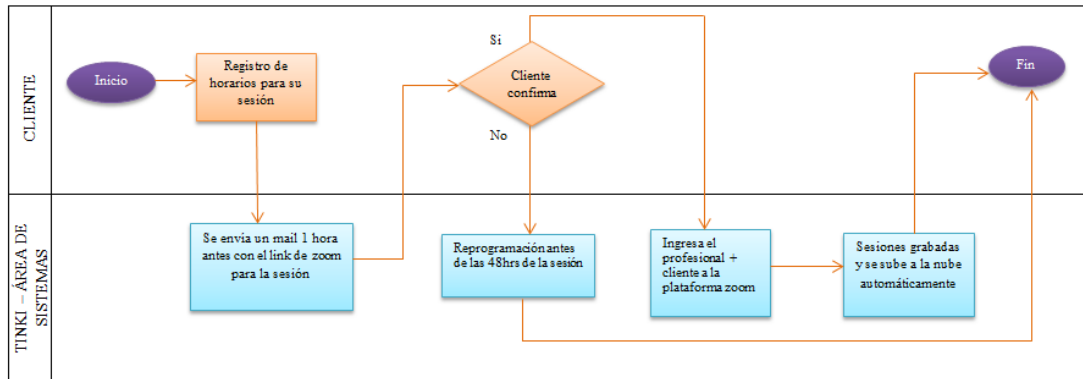 CLIENTE
Inicio
Registro de
horarios para su
sesión
Si
Cliente
confirma
No
Fin
TINKI – ÁREA DE
SISTEMAS
Se envia un mail 1 hora
antes con el link de zoom
para la sesión
Reprogramación antes
de las 48hrs de la sesión
Ingresa el
profesional +
cliente a la
plataforma zoom
Sesiones grabadas
y se sube a la nube
automáticamente